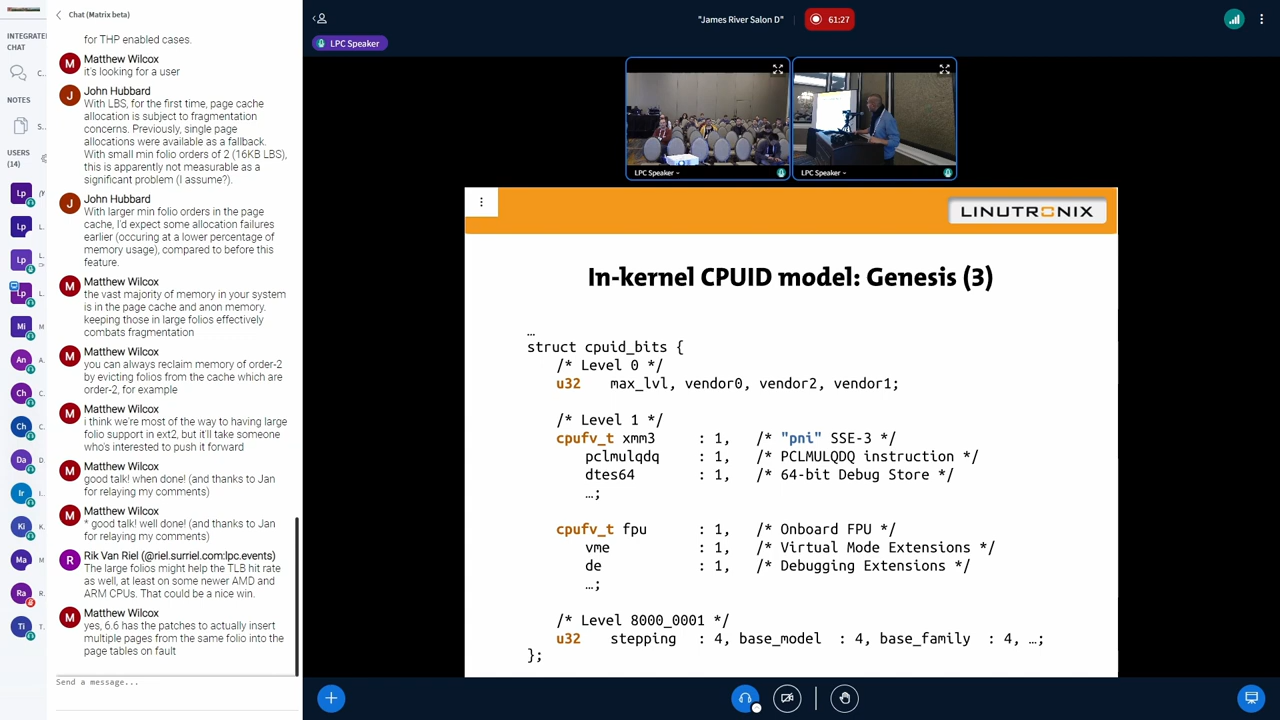 Chat (Matrix beta)
INTEGRATE
CHAT
C..
NOTES
S..
USERS
(14)
for THP enabled cases.
M
Matthew Wilcox
it's looking for a user
J
John Hubbard
With LBS, for the first time, page cache
allocation is subject to fragmentation
concerns. Previously, single page
allocations were available as a fallback.
With small min folio orders of 2 (16KB LBS),
this is apparently not measurable as a
significant problem (I assume?).
J
John Hubbard
With larger min folio orders in the page
cache, I'd expect some allocation failures
earlier (occuring at a lower percentage of
memory usage), compared to before this
feature.
M
Matthew Wilcox
the vast majority of memory in your system
is in the page cache and anon memory.
keeping those in large folios effectively
combats fragmentation
M
Matthew Wilcox
you can always reclaim memory of order-2
by evicting folios from the cache which are
order-2, for example
M
Matthew Wilcox
i think we're most of the way to having large
folio support in ext2, but it'll take someone
who's interested to push it forward
M
Matthew Wilcox
good talk! when done! (and thanks to Jan
for relaying my comments)
M
Matthew Wilcox
* good talk! well done! (and thanks to Jan
for relaying my comments)
R
Rik Van Riel (@riel.surriel.com:lpc.events)
The large folios might help the TLB hit rate
as well, at least on some newer AMD and
ARM CPUs. That could be a nice win.
M
Matthew Wilcox
yes, 6.6 has the patches to actually insert
multiple pages from the same folio into the
page tables on fault
Send a message...
Lp
Lp
Lp
Lp
Mi
An
Ch
Ch
Da
Ir
Ki
Ma
Ra
Ti
"James River Salon D"
61:27
LPC Speaker
LPC Speaker
LPC Speaker
LINUTRONIX
In-kernel CPUID model: Genesis (3)
…
struct cpuid_bits {
/* Level 0 */
u32 max_lvl, vendor0, vendor2, vendor1;
/* Level 1 */
cpufv_t xmm3 : 1, /* "pni" SSE-3 */
pclmulqdq : 1, /* PCLMULQDQ instruction */
dtes64 : 1, /* 64-bit Debug Store */
…;
cpufv_t fpu : 1, /* Onboard FPU */
vme : 1, /* Virtual Mode Extensions */
de : 1, /* Debugging Extensions */
…;
/* Level 8000_0001 */
u32 stepping : 4, base_model : 4, base_family : 4, …;
};